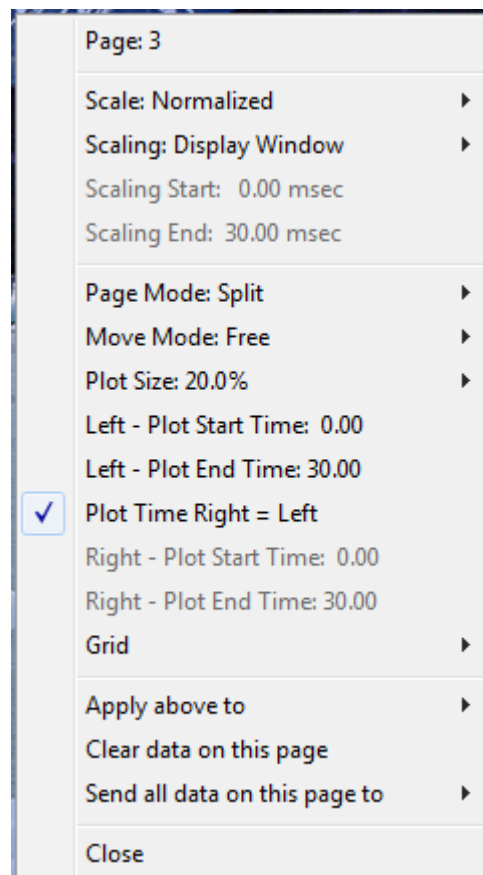 Page: 3
Scale: Normalized
Scaling: Display Window
Scaling Start:  0.00 msec
Scaling End:  30.00 msec
Page Mode: Split
Move Mode: Free
Plot Size: 20.0%
Left - Plot Start Time:  0.00
Left - Plot End Time: 30.00
Plot Time Right = Left
Right - Plot Start Time:  0.00
Right - Plot End Time: 30.00
Grid
Apply above to
Clear data on this page
Send all data on this page to
Close